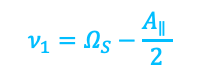 ν₁ = Ω_S − A_∥/2